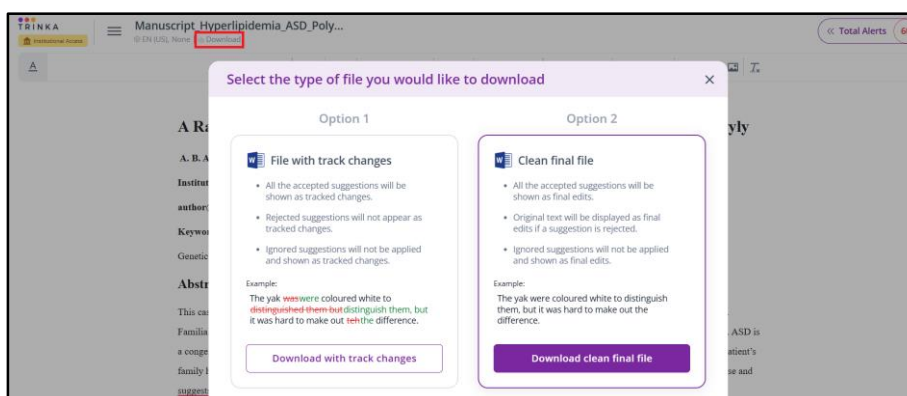 TRINKA
Institutional Access
Manuscript_Hyperlipidemia_ASD_Poly...
EN (US), None Download
Total Alerts
A
Select the type of file you would like to download
Option 1
Option 2
File with track changes
All the accepted suggestions will be
shown as tracked changes.
Rejected suggestions will not appear as
tracked changes.
Ignored suggestions will not be applied
and shown as tracked changes.
Example:
The yak waswere coloured white to
distinguished them butdistinguish them, but
it was hard to make out tehthe difference.
Download with track changes
Clean final file
All the accepted suggestions will be
shown as final edits.
Original text will be displayed as final
edits if a suggestion is rejected.
Ignored suggestions will not be applied
and shown as final edits.
Example:
The yak were coloured white to distinguish
them, but it was hard to make out the
difference.
Download clean final file
A Ra
yly
A. B. A
Institut
author
Keywor
Genetic
Abstr
This ca
Familia
ASD is
a conge
atient's
family h
se and
suggest